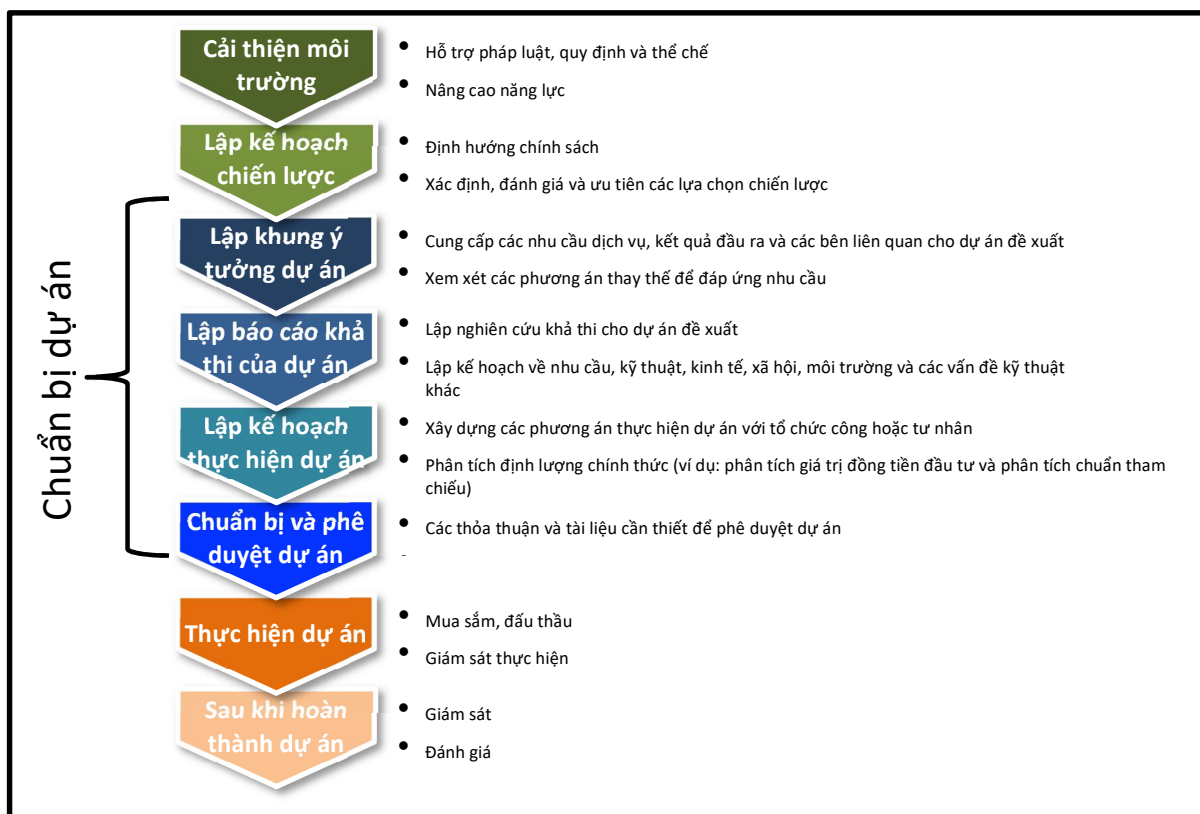 Cải thiện môi
trường
• Hỗ trợ pháp luật, quy định và thể chế
• Nâng cao năng lực
Lập kế hoạch
chiến lược
• Định hướng chính sách
• Xác định, đánh giá và ưu tiên các lựa chọn chiến lược
Chuẩn bị dự án
Lập khung ý
tưởng dự án
• Cung cấp các nhu cầu dịch vụ, kết quả đầu ra và các bên liên quan cho dự án đề xuất
• Xem xét các phương án thay thế để đáp ứng nhu cầu
Lập báo cáo khả
thi của dự án
• Lập nghiên cứu khả thi cho dự án đề xuất
• Lập kế hoạch về nhu cầu, kỹ thuật, kinh tế, xã hội, môi trường và các vấn đề kỹ thuật
khác
Lập kế hoạch
thực hiện dự án
• Xây dựng các phương án thực hiện dự án với tổ chức công hoặc tư nhân
• Phân tích định lượng chính thức (ví dụ: phân tích giá trị đồng tiền đầu tư và phân tích chuẩn tham
chiếu)
Chuẩn bị và phê
duyệt dự án
• Các thỏa thuận và tài liệu cần thiết để phê duyệt dự án
Thực hiện dự án
• Mua sắm, đấu thầu
• Giám sát thực hiện
Sau khi hoàn
thành dự án
• Giám sát
• Đánh giá